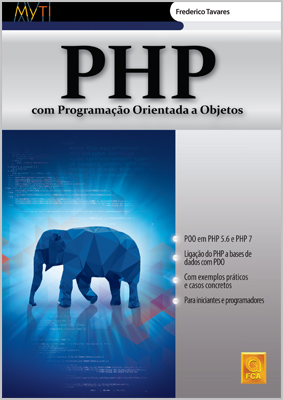 MYTI
Frederico Tavares
PHP
com Programação Orientada a Objetos
POO em PHP 5.6 e PHP 7
Ligação do PHP a bases de
dados com PDO
Com exemplos práticos
e casos concretos
Para iniciantes e programadores
FCA